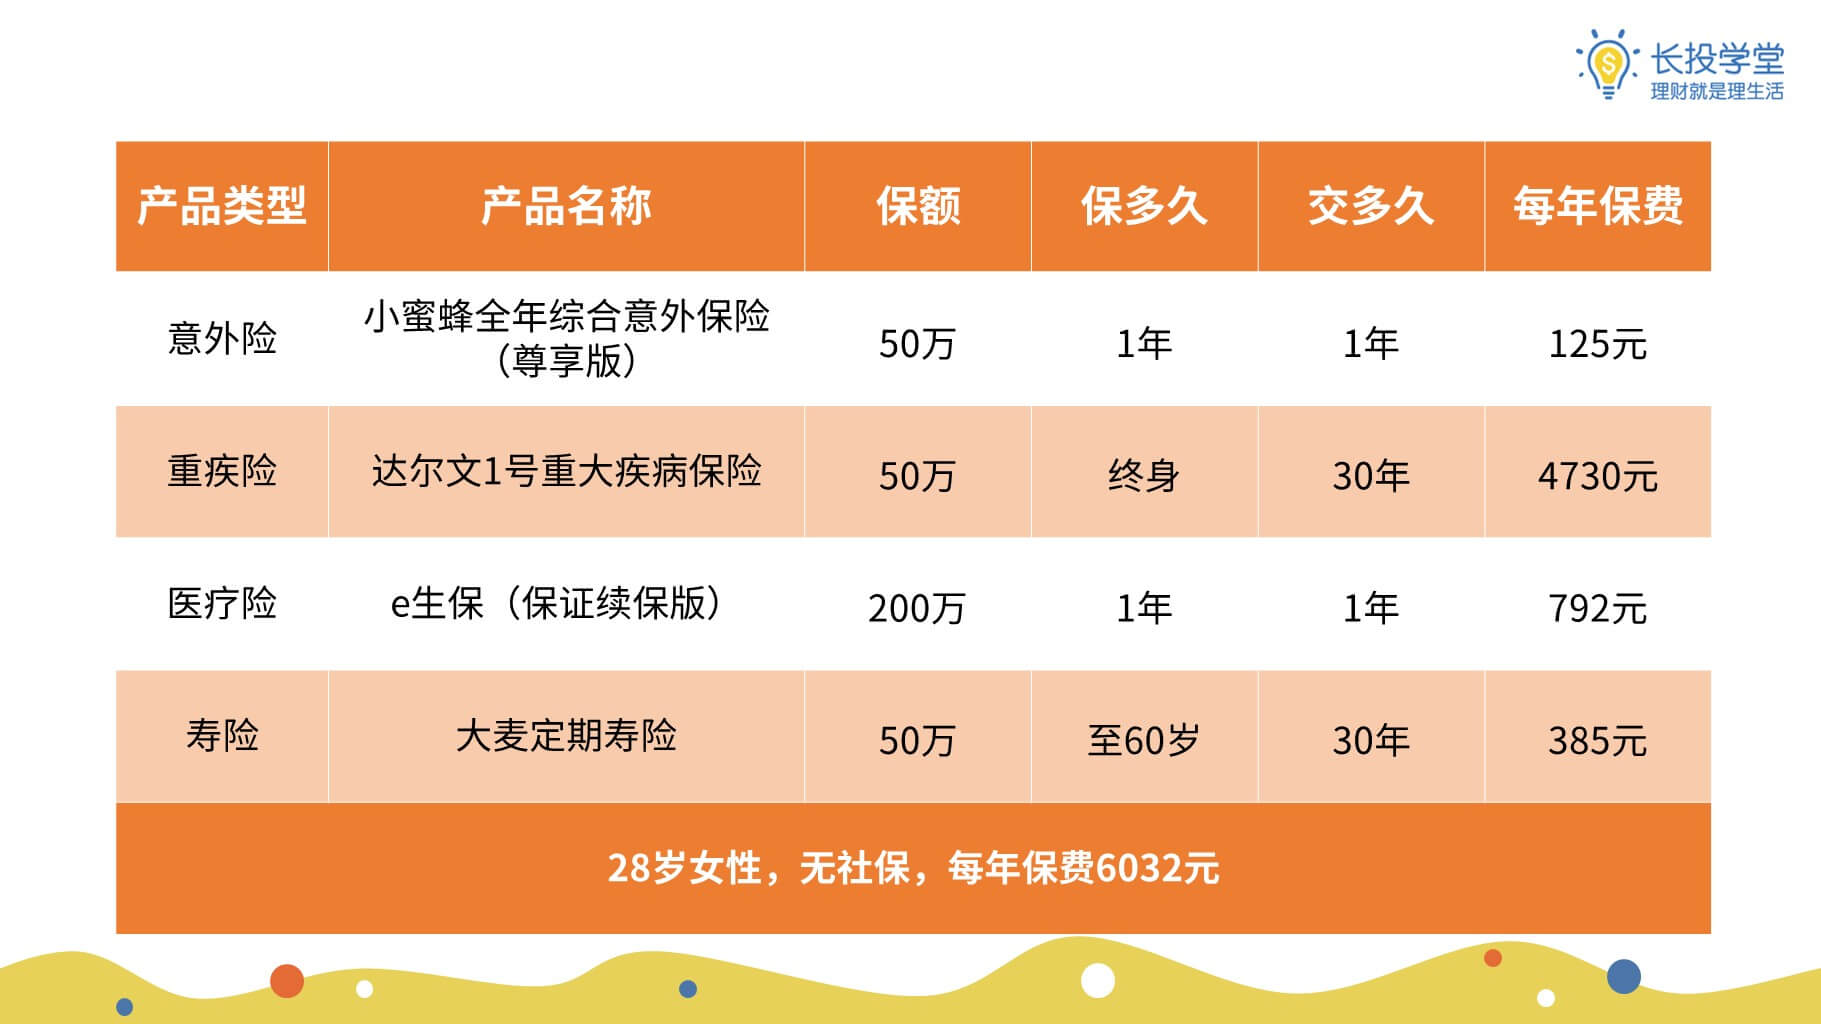 长投学堂
理财就是理生活
产品类型 产品名称 保额 保多久 交多久 每年保费
意外险 小蜜蜂全年综合意外保险 50万 1年 1年 125元
（尊享版）
重疾险 达尔文1号重大疾病保险 50万 终身 30年 4730元
医疗险 e生保（保证续保版） 200万 1年 1年 792元
寿险 大麦定期寿险 50万 至60岁 30年 385元
28岁女性，无社保，每年保费6032元